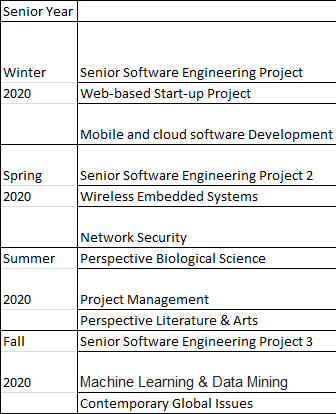 Senior Year
Winter Senior Software Engineering Project
2020 Web-based Start-up Project
Mobile and cloud software Development
Spring Senior Software Engineering Project 2
2020 Wireless Embedded Systems
Network Security
Summer Perspective Biological Science
2020 Project Management
Perspective Literature & Arts
Fall Senior Software Engineering Project 3
2020 Machine Learning & Data Mining
Contemporary Global Issues